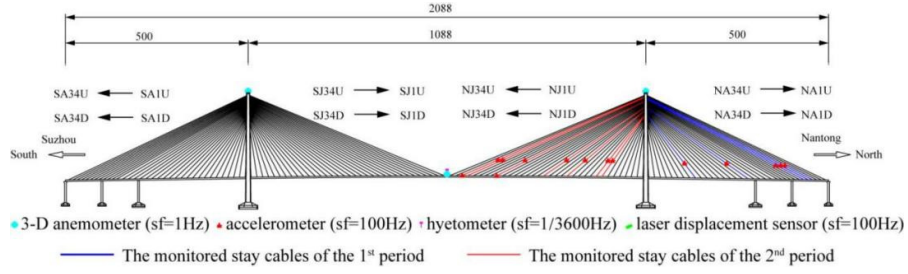 2088
500 1088 500
SA34U SA1U SJ34U SJ1U NJ34U NJ1U NA34U NA1U
SA34D SA1D SJ34D SJ1D NJ34D NJ1D NA34D NA1D
Suzhou Nantong
South North
3-D anemometer (sf=1Hz) accelerometer (sf=100Hz) hyetometer (sf=1/3600Hz) laser displacement sensor (sf=100Hz)
The monitored stay cables of the 1st period The monitored stay cables of the 2nd period